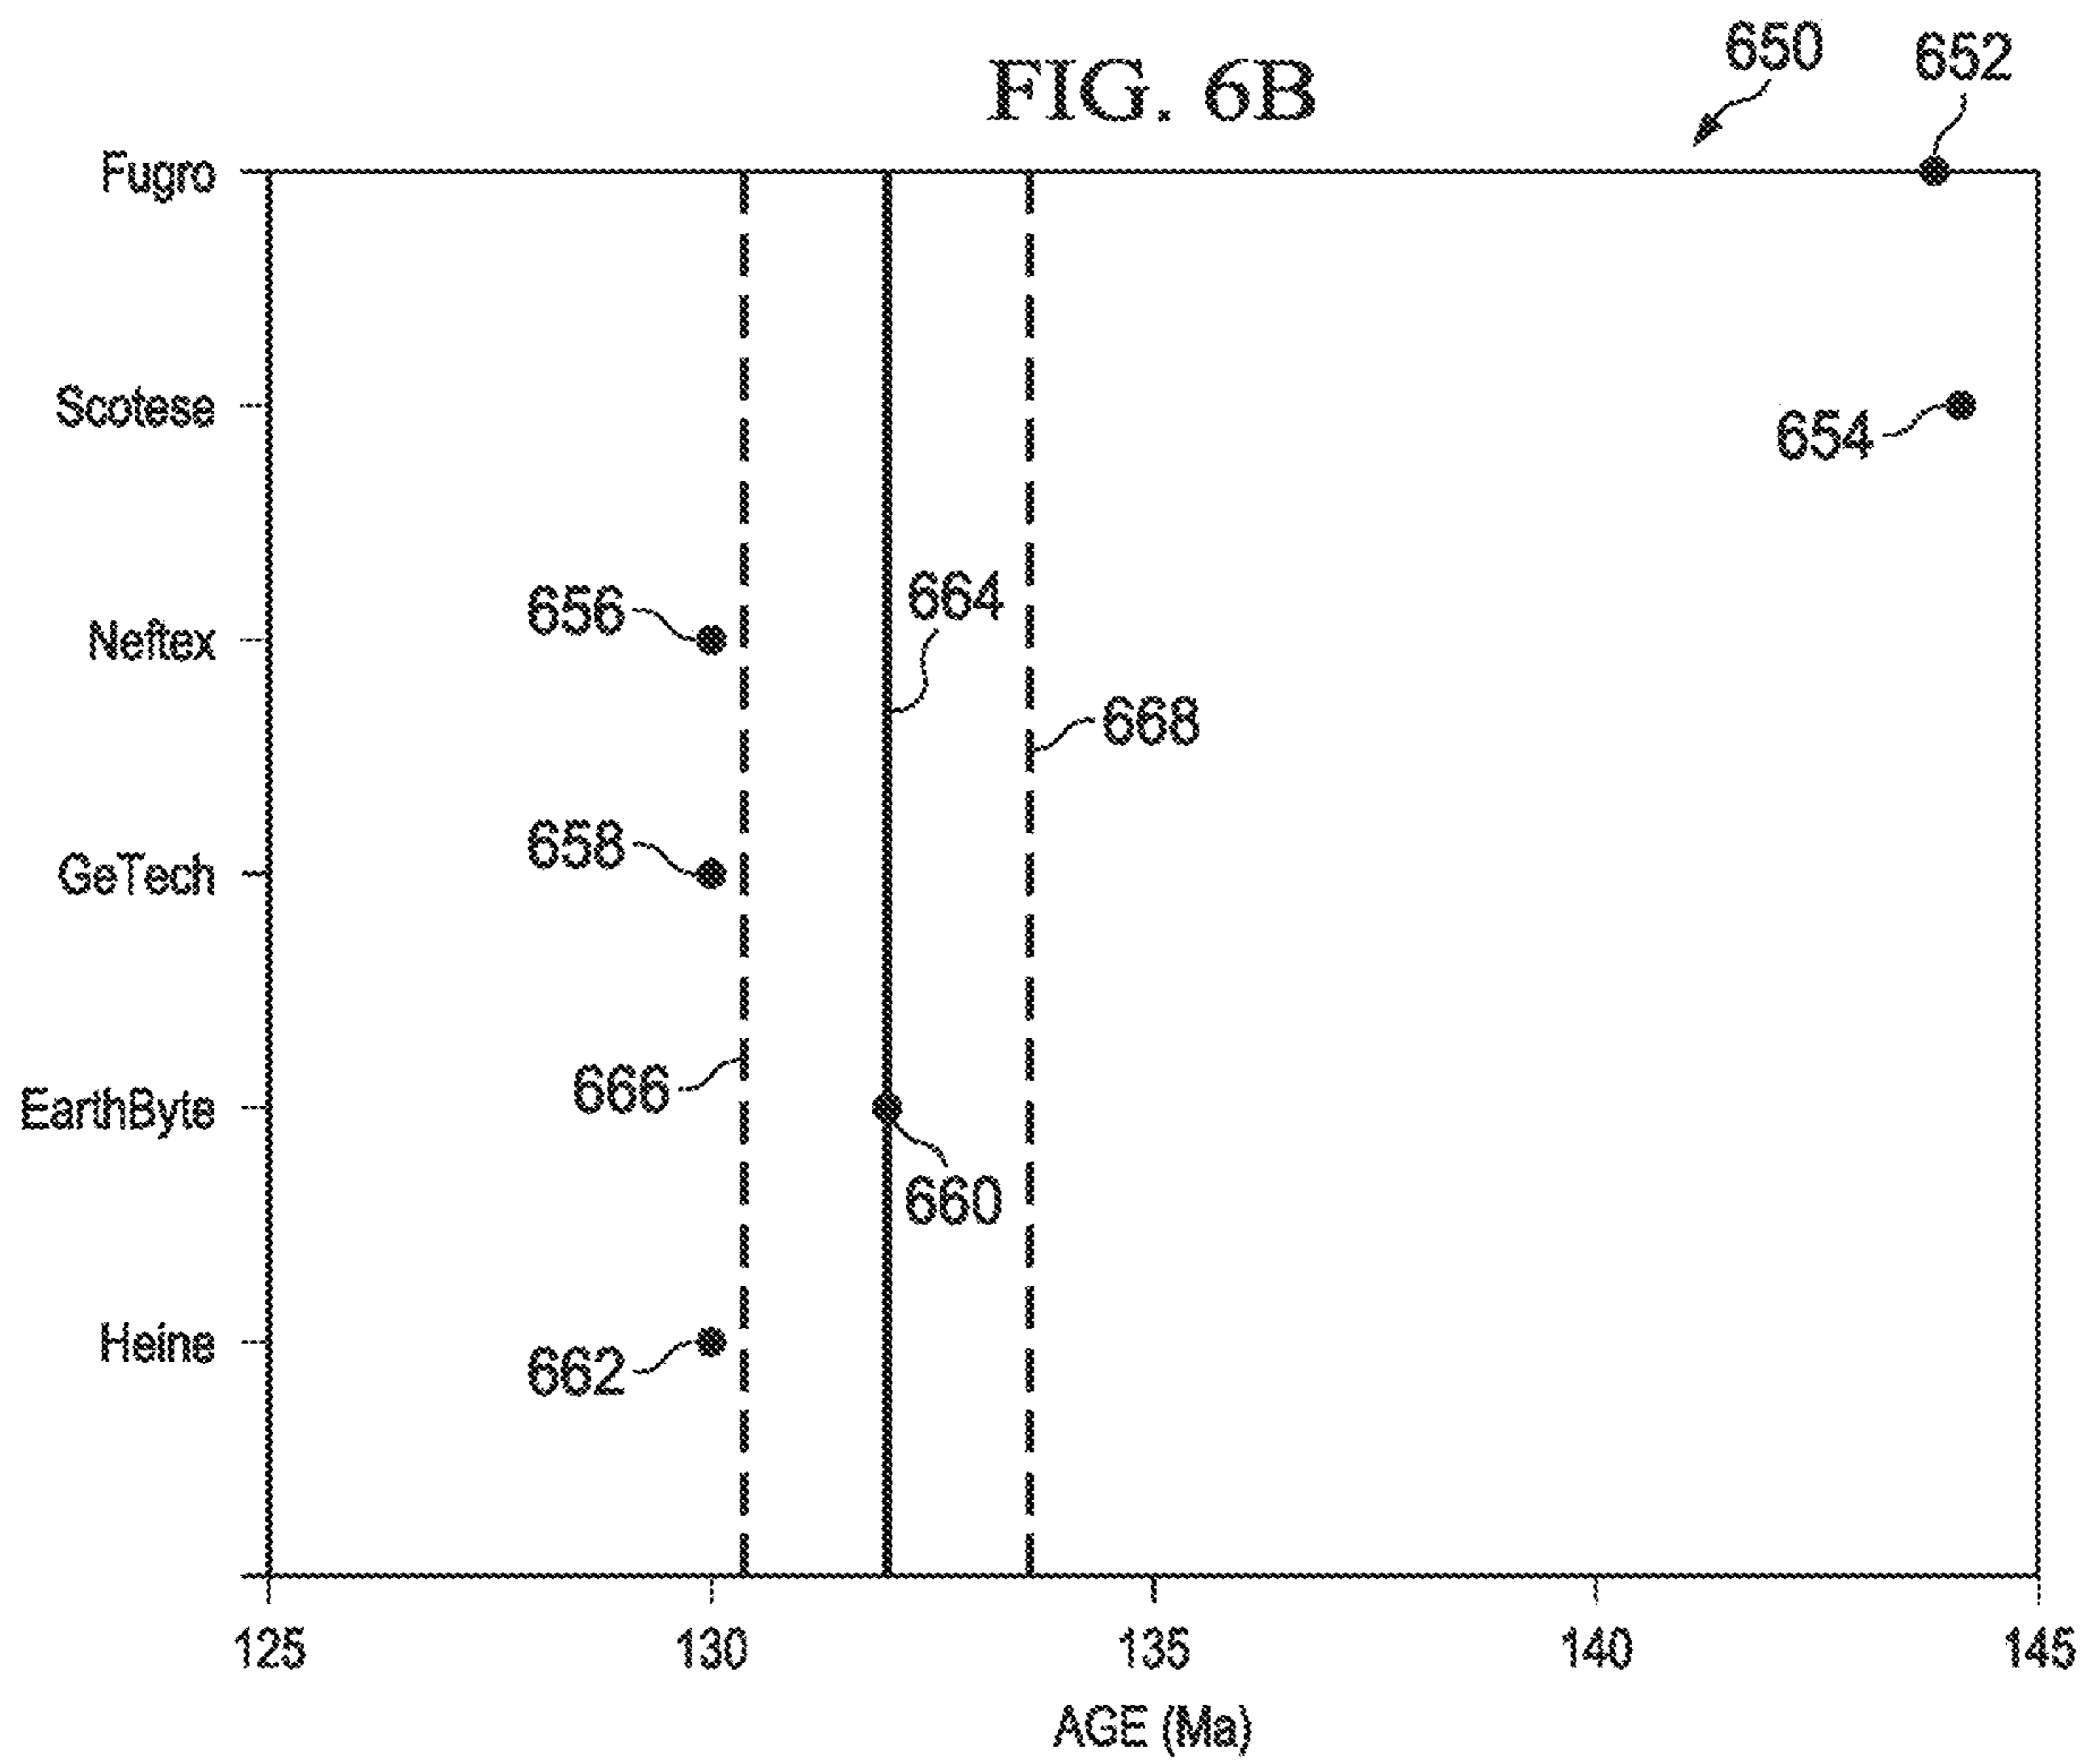 FIG. 6B
650
652
Fugro
Scotese
654
Neftex
656
664
668
GeTech
658
666
EarthByte
660
Heine
662
125
130
135
140
145
AGE (Ma)